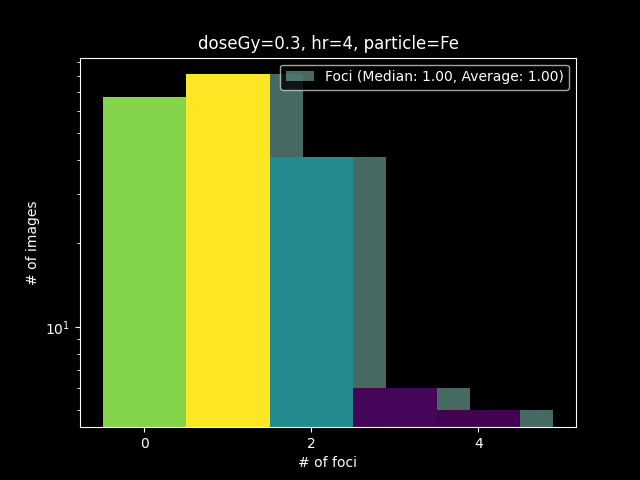 doseGy=0.3, hr=4, particle=Fe
Foci (Median: 1.00, Average: 1.00)
# of images
10¹
0 2 4
# of foci